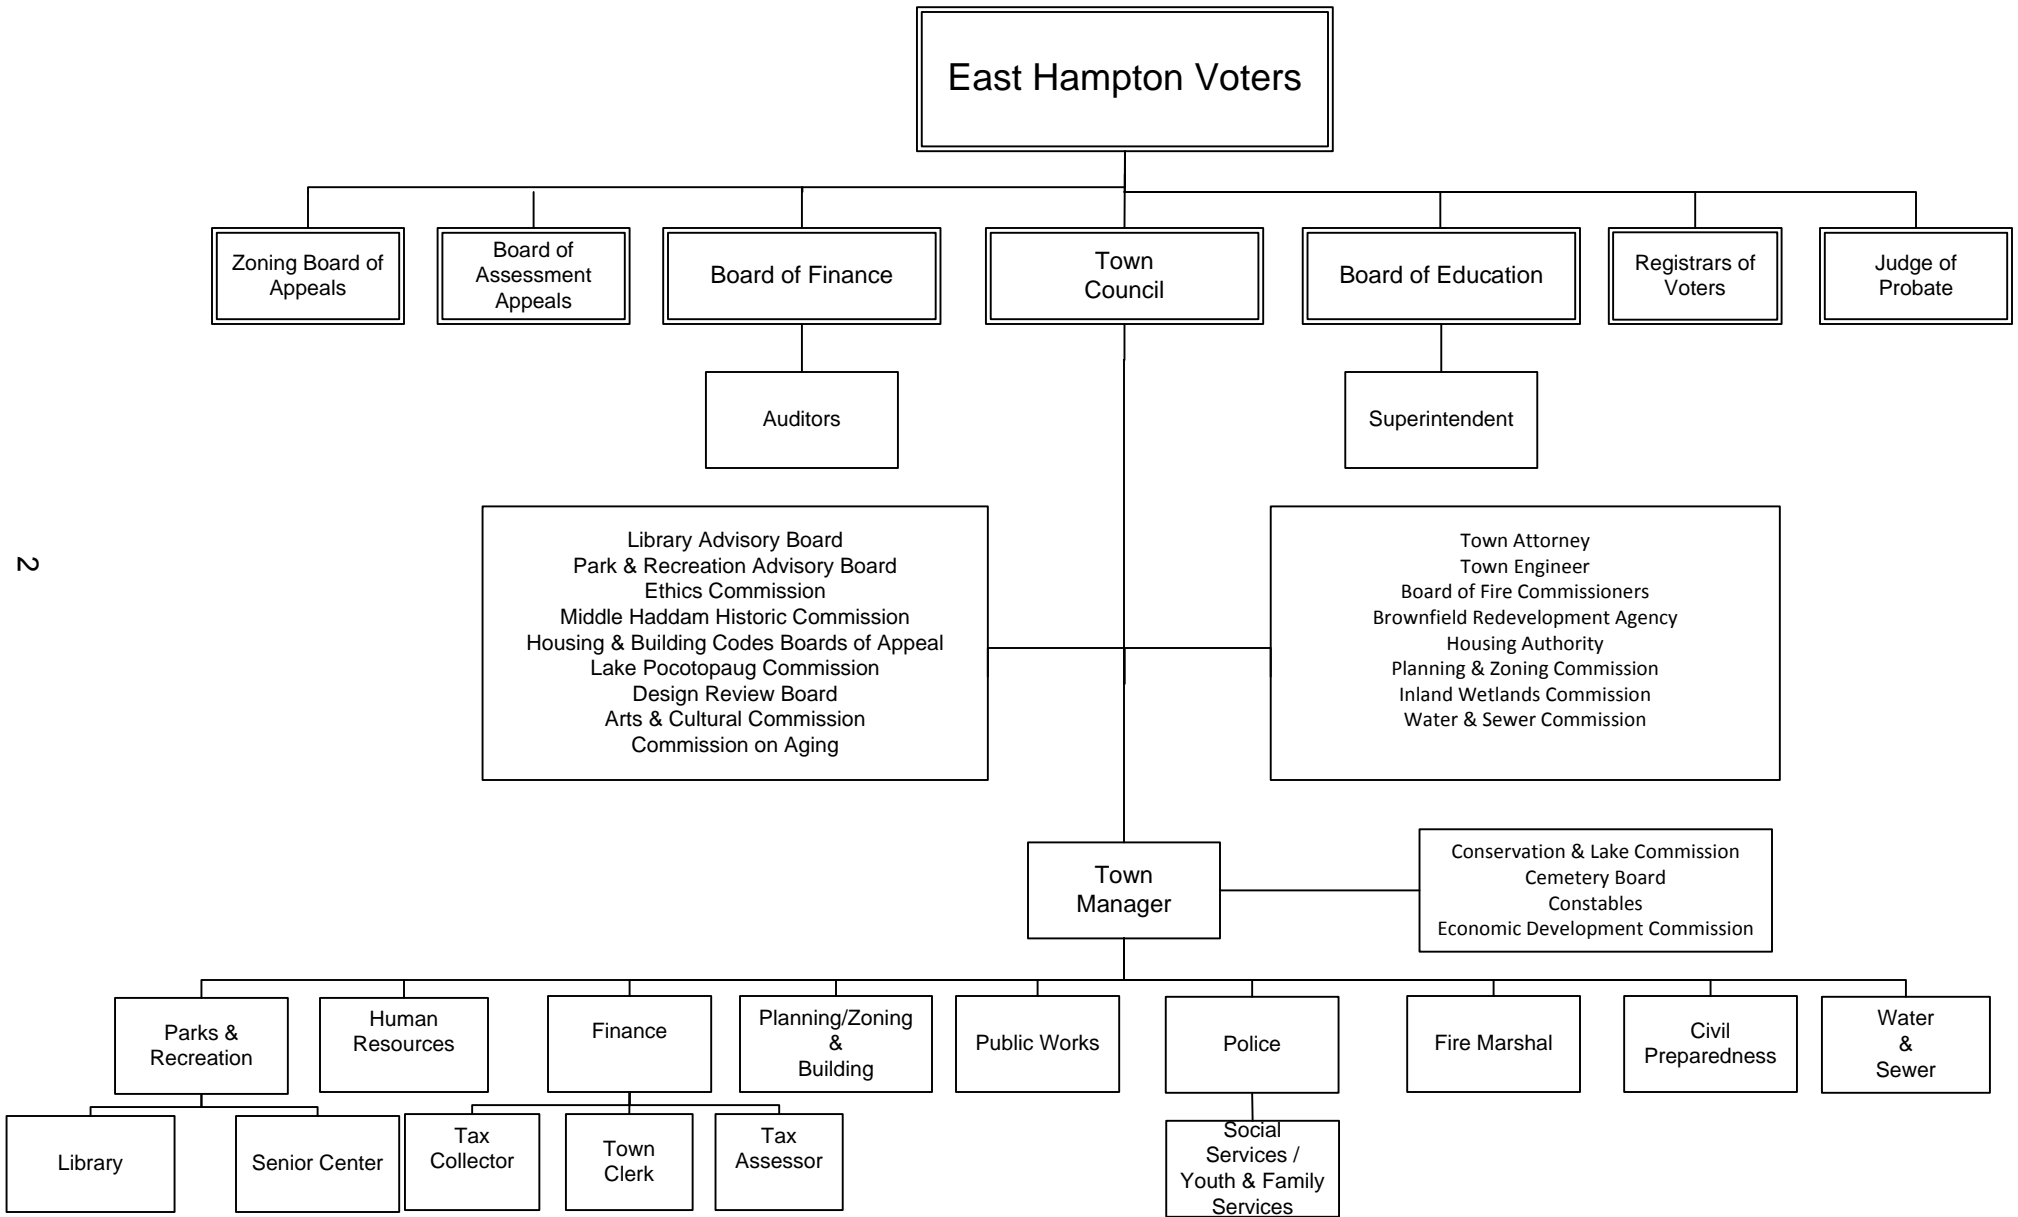 East Hampton Voters
Zoning Board of
Appeals
Board of
Assessment
Appeals
Board of Finance
Town
Council
Board of Education
Registrars of
Voters
Judge of
Probate
Auditors
Superintendent
2
Library Advisory Board
Park & Recreation Advisory Board
Ethics Commission
Middle Haddam Historic Commission
Housing & Building Codes Boards of Appeal
Lake Pocotopaug Commission
Design Review Board
Arts & Cultural Commission
Commission on Aging
Town Attorney
Town Engineer
Board of Fire Commissioners
Brownfield Redevelopment Agency
Housing Authority
Planning & Zoning Commission
Inland Wetlands Commission
Water & Sewer Commission
Town
Manager
Conservation & Lake Commission
Cemetery Board
Constables
Economic Development Commission
Parks &
Recreation
Human
Resources
Finance
Planning/Zoning
&
Building
Public Works
Police
Fire Marshal
Civil
Preparedness
Water
&
Sewer
Library
Senior Center
Tax
Collector
Town
Clerk
Tax
Assessor
Social
Services /
Youth & Family
Services